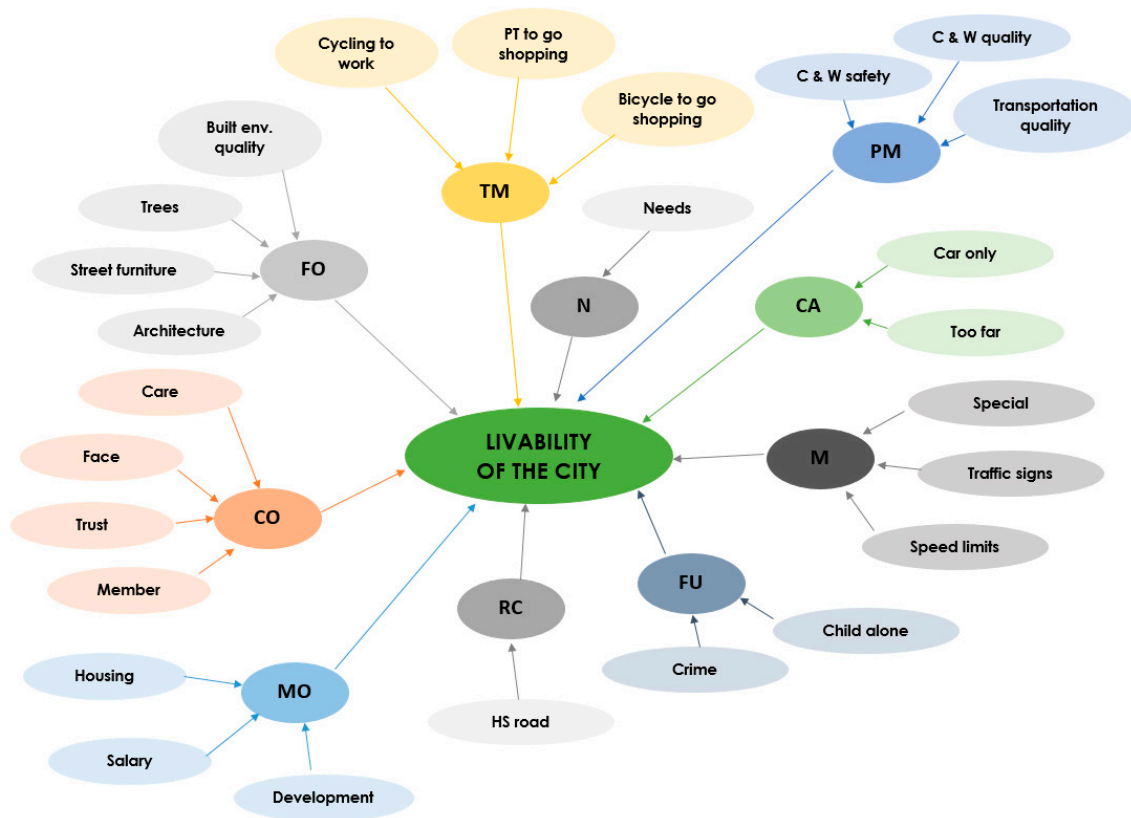 Cycling to
work
PT to go
shopping
C & W quality
C & W safety
Bicycle to go
shopping
Transportation
quality
Built env.
quality
PM
TM
Trees
Needs
Street furniture
FO
Car only
N
CA
Architecture
Too far
Care
Special
LIVABILITY
OF THE CITY
Face
M
Traffic signs
Trust
CO
Speed limits
Member
FU
RC
Child alone
Crime
Housing
MO
HS road
Salary
Development